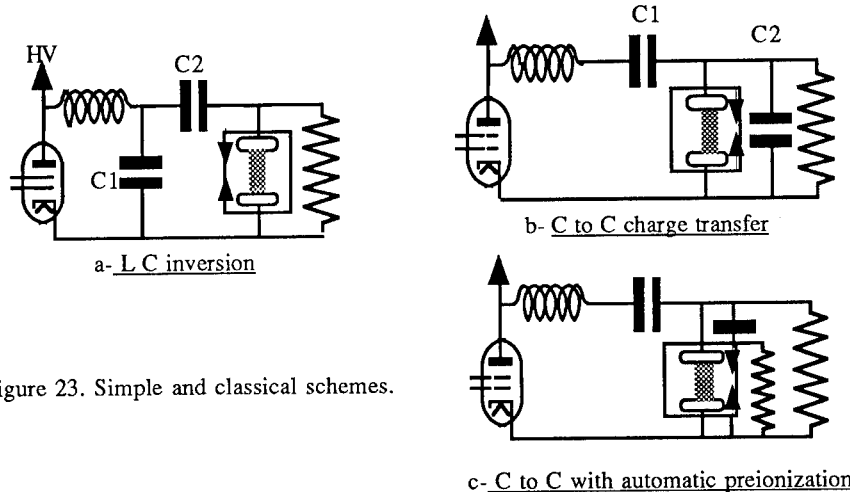 HV
C2
C1
a- L C inversion
C1
C2
b- C to C charge transfer
igure 23. Simple and classical schemes.
c- C to C with automatic preionization